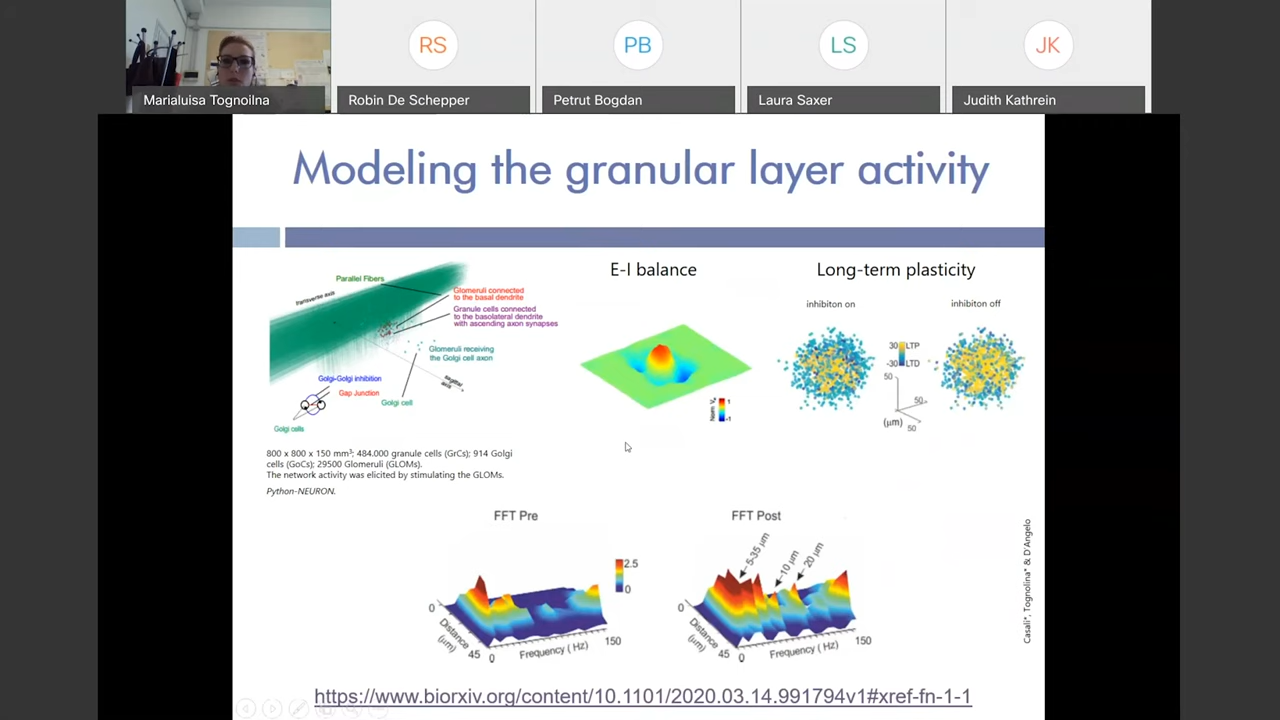 RS
PB
LS
JK
Marialuisa Tognoilna
Robin De Schepper
Petrut Bogdan
Laura Saxer
Judith Kathrein
Modeling the granular layer activity
Parallel Fibers
transverse axis
Glomeruli connected
to the basal dendrite
Granule cells connected
to the basolateral dendrite
with ascending axon synapses
Glomeruli receiving
the Golgi cell axon
sagittal
axis
Golgi-Golgi inhibition
Gap Junction
Golgi cell
Golgi cells
800 x 800 x 150 mm³; 484.000 granule cells (GrCs); 914 Golgi
cells (GoCs); 29500 Glomeruli (GLOMs).
The network activity was elicited by stimulating the GLOMs.
Python-NEURON.
E-I balance
1
-1
Long-term plasticity
inhibiton on
inhibition off
30 LTP
-30 LTD
50
50
(μm) 50
FFT Pre
2.5
0
0
Distance
(μm)
45
0
Frequency ( Hz)
150
FFT Post
5-35 μm
10 μm
20 μm
0
Distance
(μm)
45
0
Frequency ( Hz)
150
Casali*, Tognolina* & D'Angelo
https://www.biorxiv.org/content/10.1101/2020.03.14.991794v1#xref-fn-1-1